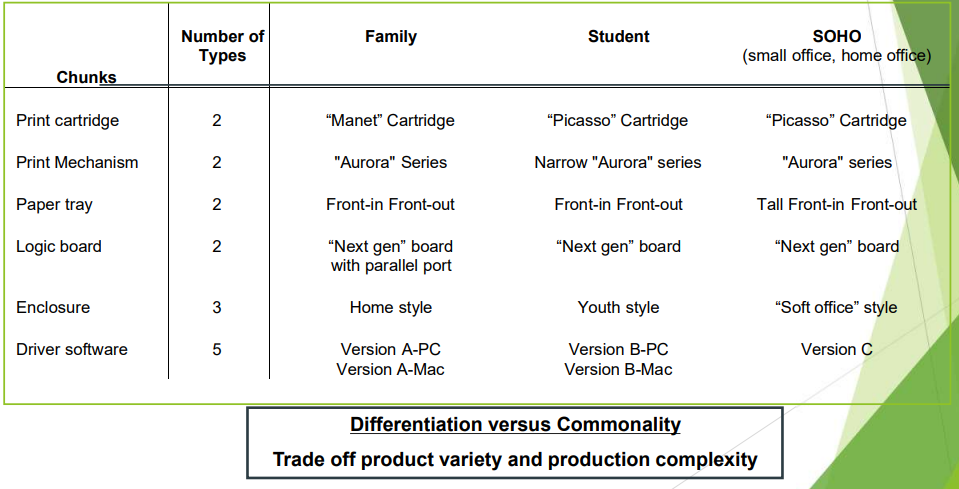 Chunks Number of Types Family Student SOHO (small office, home office)
Print cartridge 2 “Manet” Cartridge “Picasso” Cartridge “Picasso” Cartridge
Print Mechanism 2 "Aurora" Series Narrow "Aurora" series "Aurora" series
Paper tray 2 Front-in Front-out Front-in Front-out Tall Front-in Front-out
Logic board 2 “Next gen” board with parallel port “Next gen” board “Next gen” board
Enclosure 3 Home style Youth style “Soft office” style
Driver software 5 Version A-PC Version B-PC Version C
Version A-Mac Version B-Mac
Differentiation versus Commonality
Trade off product variety and production complexity